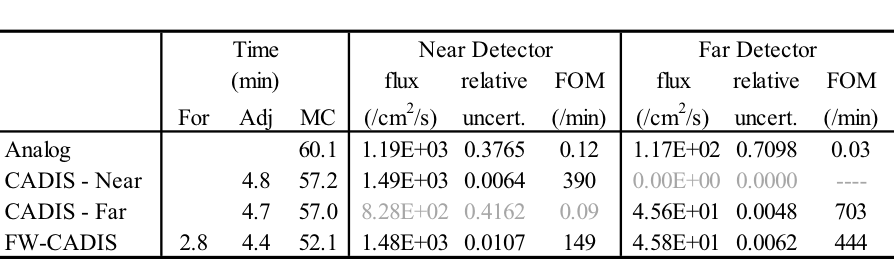 Time Near Detector Far Detector
(min) flux relative FOM flux relative FOM
For Adj MC (/cm²/s) uncert. (/min) (/cm²/s) uncert. (/min)
Analog 60.1 1.19E+03 0.3765 0.12 1.17E+02 0.7098 0.03
CADIS - Near 4.8 57.2 1.49E+03 0.0064 390 0.00E+00 0.0000 ----
CADIS - Far 4.7 57.0 8.28E+02 0.4162 0.09 4.56E+01 0.0048 703
FW-CADIS 2.8 4.4 52.1 1.48E+03 0.0107 149 4.58E+01 0.0062 444